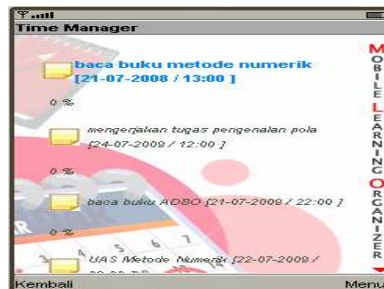 Time Manager
baca buku metode numerik
[21-07-2008 / 13:00 ]
0 %
mengerjakan tugas pengenalan pola
[24-07-2008 / 12:00 ]
0 %
baca buku ADBO [21-07-2008 / 22:00 ]
0 %
UAS Metode Numerik [22-07-2008 /
MOBILE LEARNING ORGANIZER
Kembali
Menu